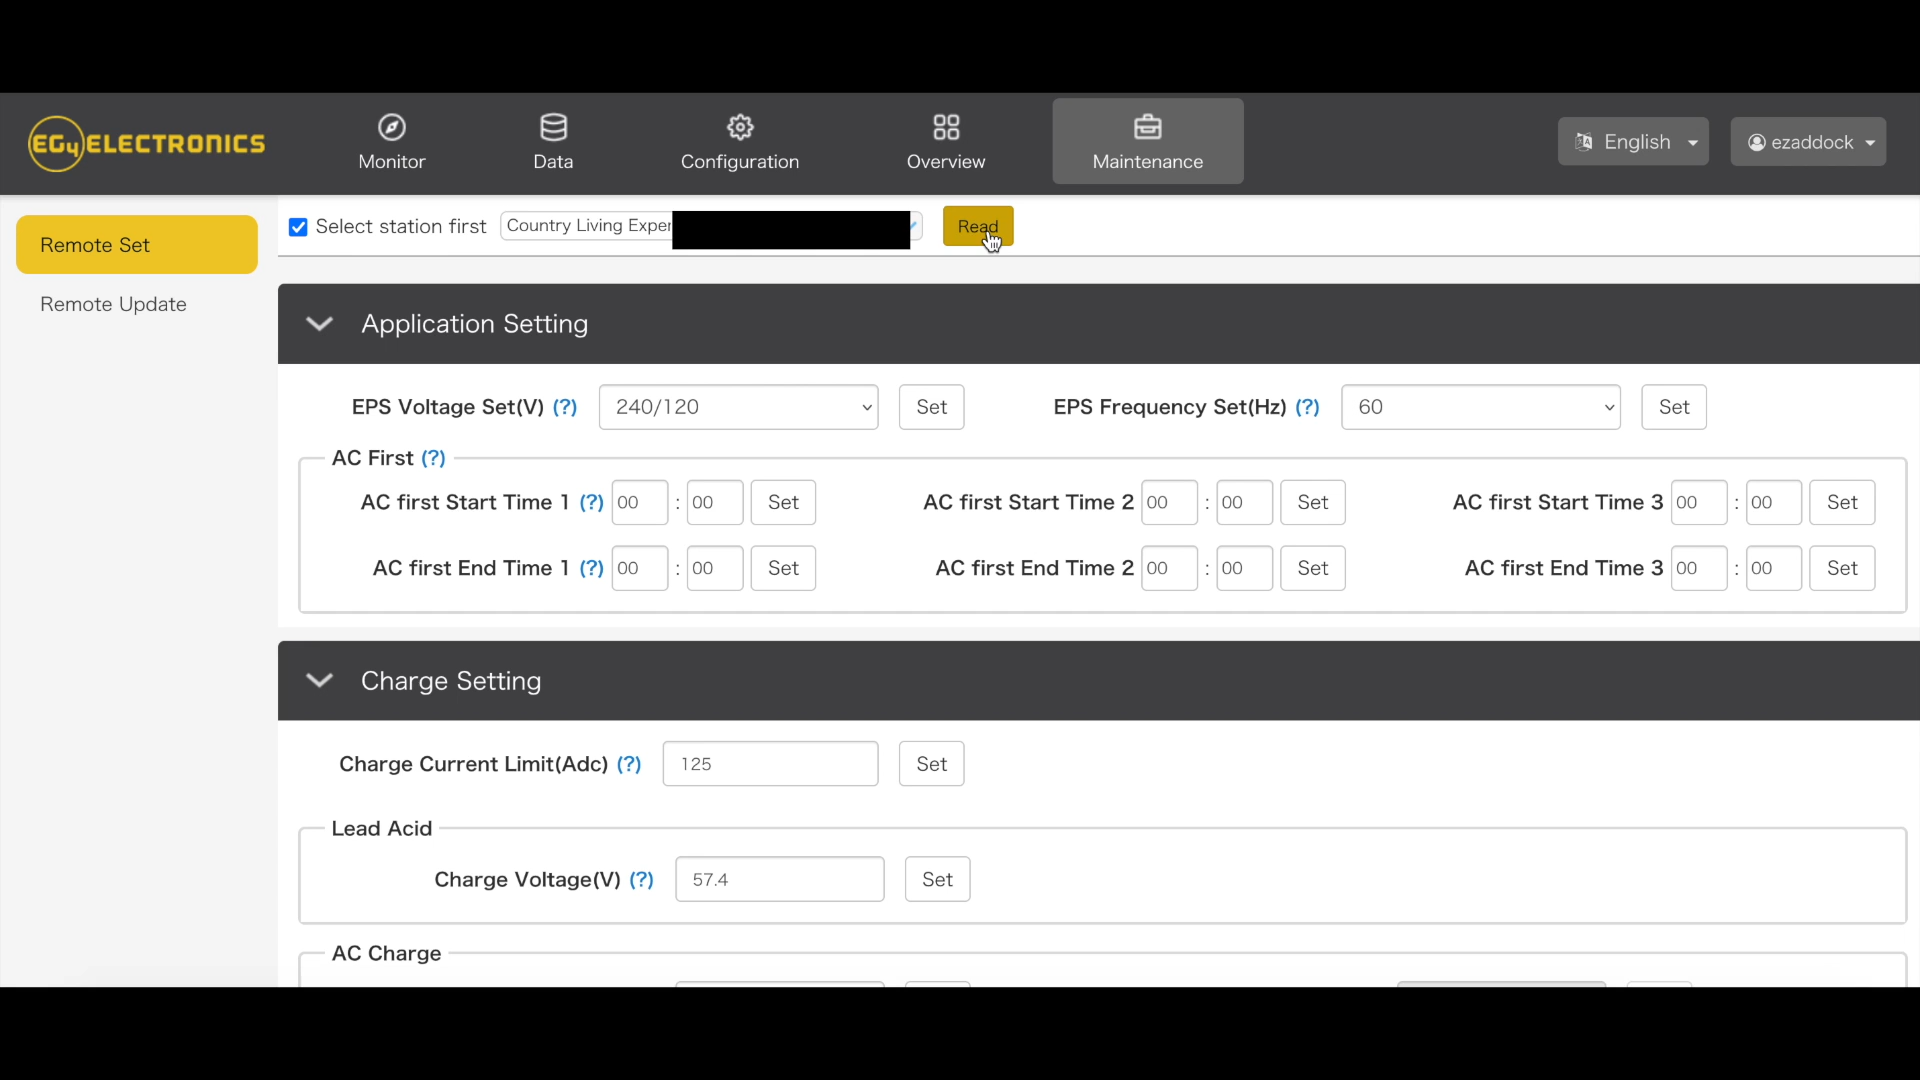 EG4 ELECTRONICS
Monitor
Data
Configuration
Overview
Maintenance
English
ezaddock
Remote Set
Remote Update
Select station first Country Living Exper Read
Application Setting
EPS Voltage Set(V) (?) 240/120 Set EPS Frequency Set(Hz) (?) 60 Set
AC First (?)
AC first Start Time 1 (?) 00 : 00 Set AC first Start Time 2 00 : 00 Set AC first Start Time 3 00 : 00 Set
AC first End Time 1 (?) 00 : 00 Set AC first End Time 2 00 : 00 Set AC first End Time 3 00 : 00 Set
Charge Setting
Charge Current Limit(Adc) (?) 125 Set
Lead Acid
Charge Voltage(V) (?) 57.4 Set
AC Charge